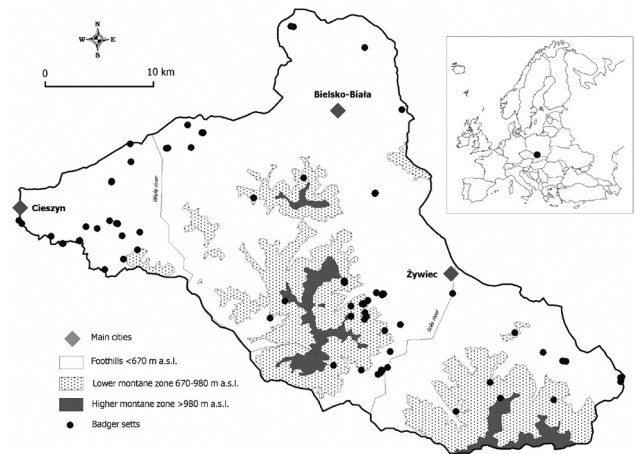 N
W E
S
0 10 km
Bielsko-Biała
Wisła river
Cieszyn
Żywiec
Soła river
Main cities
Foothills <670 m a.s.l.
Lower montane zone 670-980 m a.s.l.
Higher montane zone >980 m a.s.l.
Badger setts